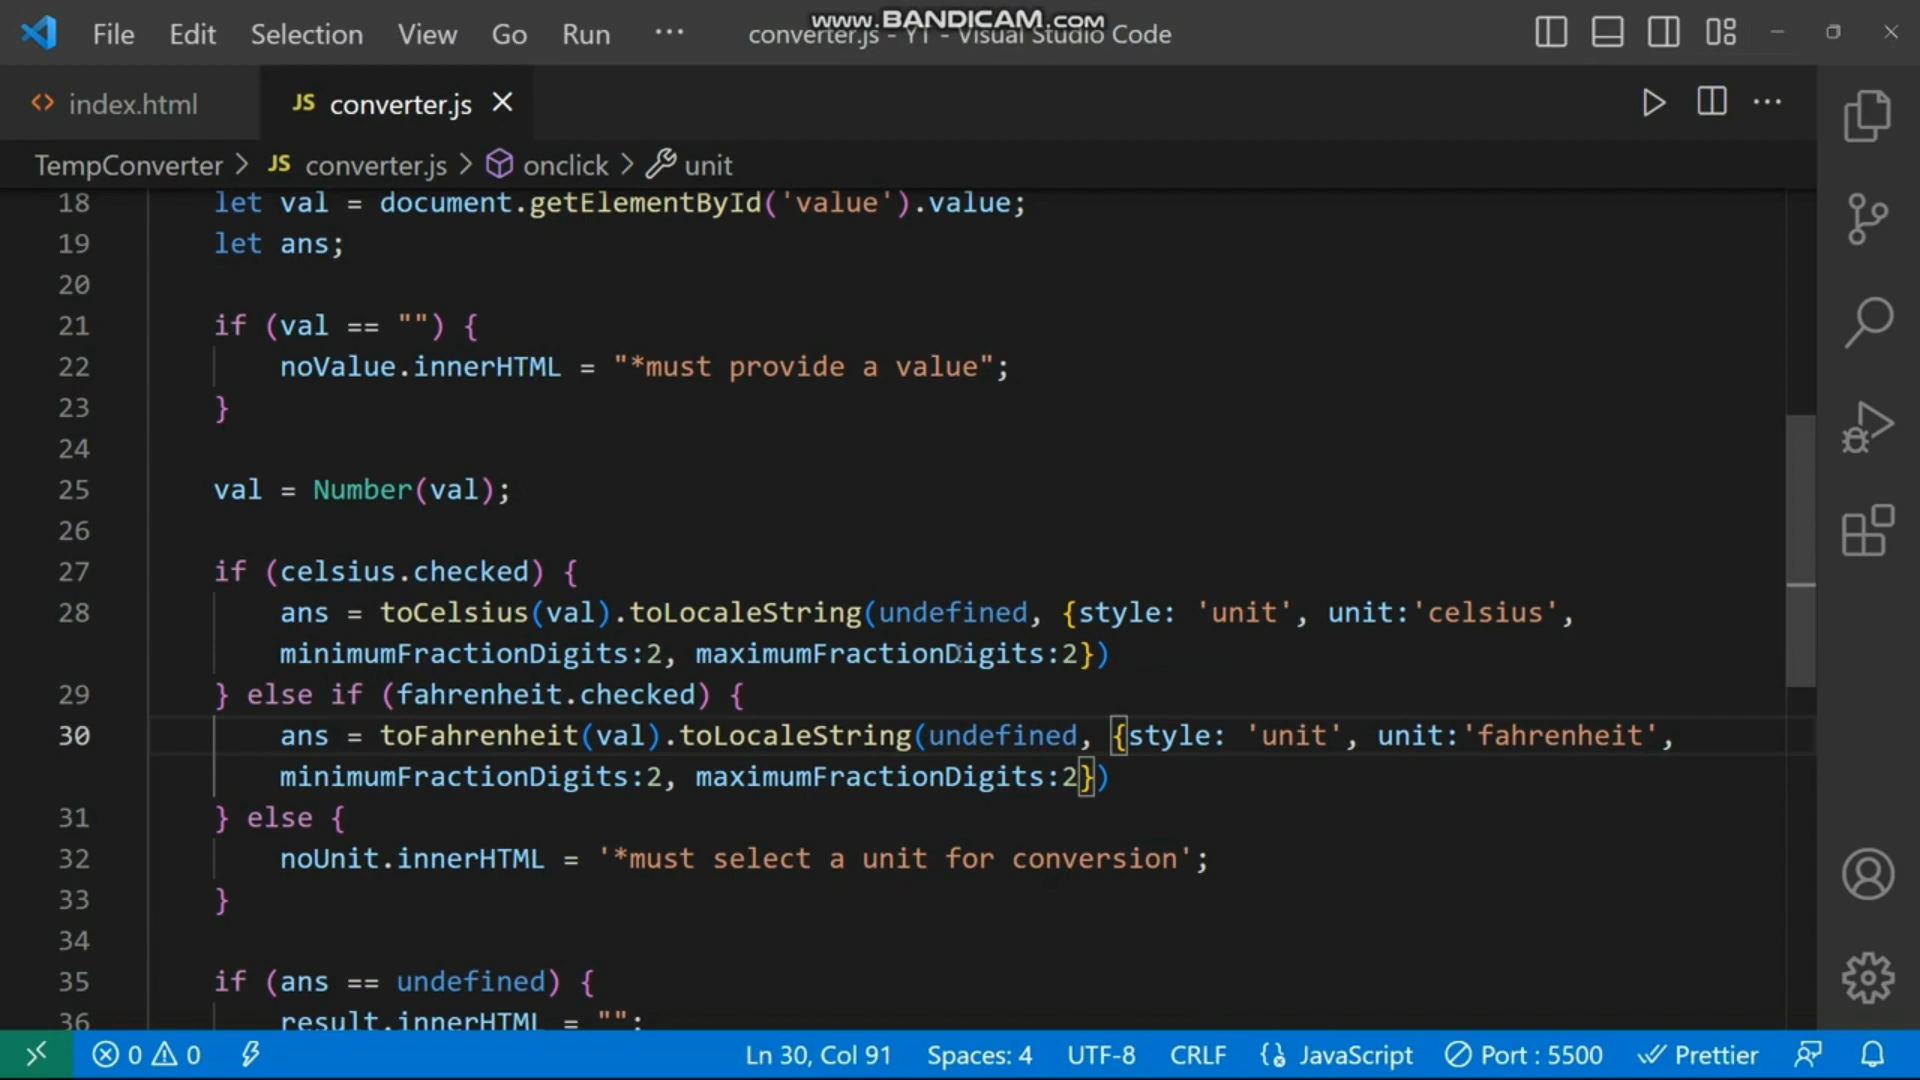 www.BANDICAM.com
File Edit Selection View Go Run ··· converter.js - YT - Visual Studio Code
index.html JS converter.js
TempConverter > JS converter.js > onclick > unit
18 let val = document.getElementById('value').value;
19 let ans;
20
21 if (val == "") {
22 noValue.innerHTML = "*must provide a value";
23 }
24
25 val = Number(val);
26
27 if (celsius.checked) {
28 ans = toCelsius(val).toLocaleString(undefined, {style: 'unit', unit:'celsius',
minimumFractionDigits:2, maximumFractionDigits:2})
29 } else if (fahrenheit.checked) {
30 ans = toFahrenheit(val).toLocaleString(undefined, {style: 'unit', unit:'fahrenheit',
minimumFractionDigits:2, maximumFractionDigits:2})
31 } else {
32 noUnit.innerHTML = '*must select a unit for conversion';
33 }
34
35 if (ans == undefined) {
36 result.innerHTML = "";
0 0 Ln 30, Col 91 Spaces: 4 UTF-8 CRLF JavaScript Port : 5500 Prettier